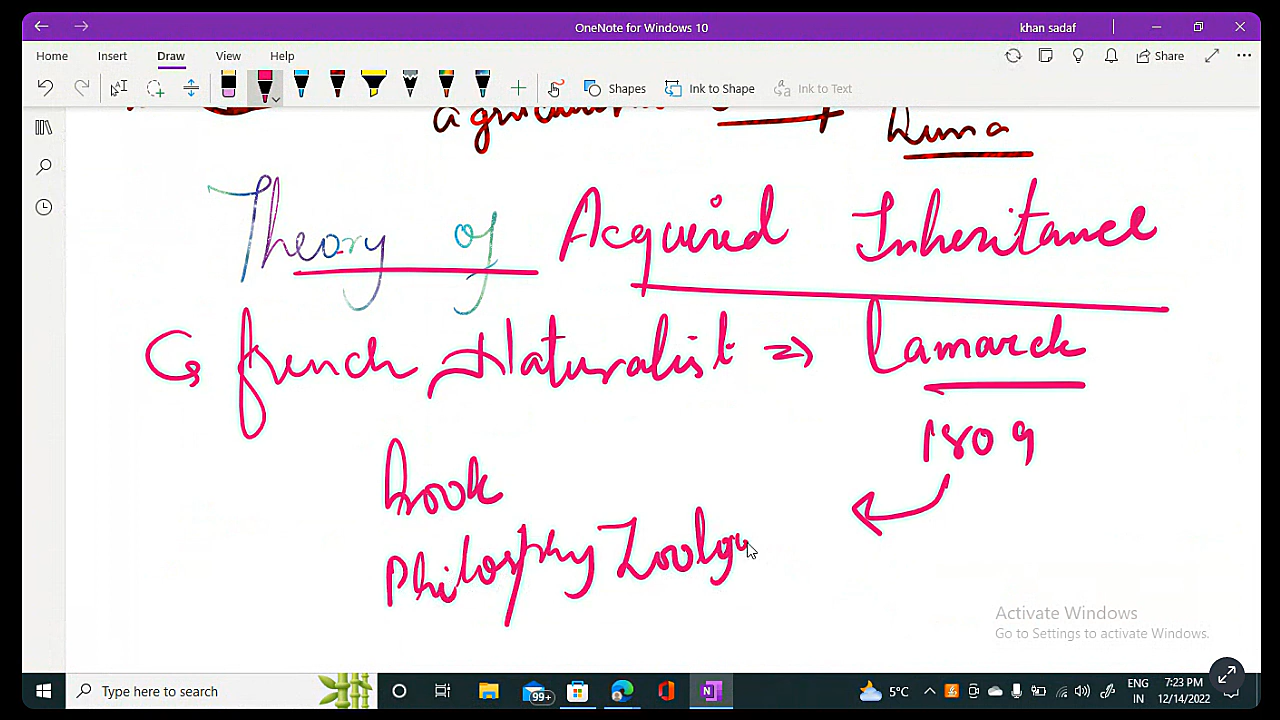 OneNote for Windows 10
khan sadaf
Home Insert Draw View Help
Share
Shapes
Ink to Shape
Ink to Text
Theory of Acquired Inheritance
French Naturalist => Lamarck
1809
book
Philosphy Zoology
Activate Windows
Go to Settings to activate Windows.
Type here to search
99+
5°C
ENG
IN
7:23 PM
12/14/2022